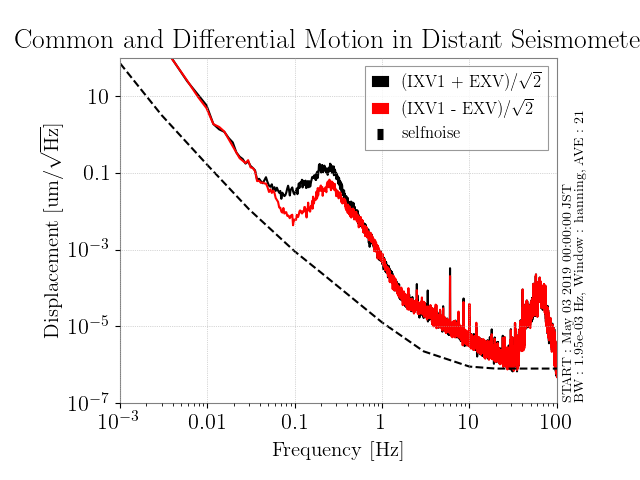 Common and Differential Motion in Distant Seismomete
(IXV1 + EXV)/√2
(IXV1 - EXV)/√2
selfnoise
Displacement [um/√Hz]
10
0.1
10⁻³
10⁻⁵
10⁻⁷
10⁻³ 0.01 0.1 1 10 100
Frequency [Hz]
START : May 03 2019 00:00:00 JST
BW : 1.95e-03 Hz, Window : hanning, AVE : 21